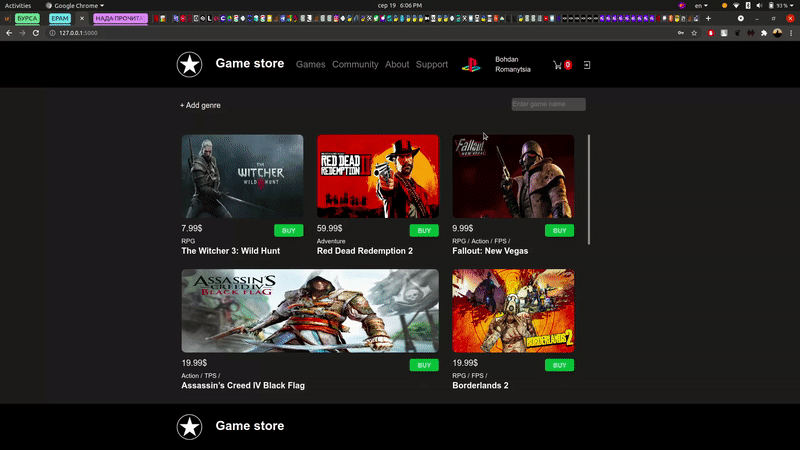 Activities
Google Chrome
сер 19 6:06 PM
en
93 %
БУРСА
EPAM
НАДА ПРОЧИТА
127.0.0.1:5000
Game store
Games
Community
About
Support
Bohdan
Romanytsia
0
+ Add genre
Enter game name
THE
WITCHER
WILD HUNT
RED DEAD
REDEMPTION II
Fallout
NEW VEGAS
7.99$
BUY
RPG
The Witcher 3: Wild Hunt
59.99$
BUY
Adventure
Red Dead Redemption 2
9.99$
BUY
RPG / Action / FPS /
Fallout: New Vegas
ASSASSIN'S
CREED IV
BLACK FLAG
BORDERLANDS 2
19.99$
BUY
Action / TPS /
Assassin's Creed IV Black Flag
19.99$
BUY
RPG / FPS /
Borderlands 2
Game store